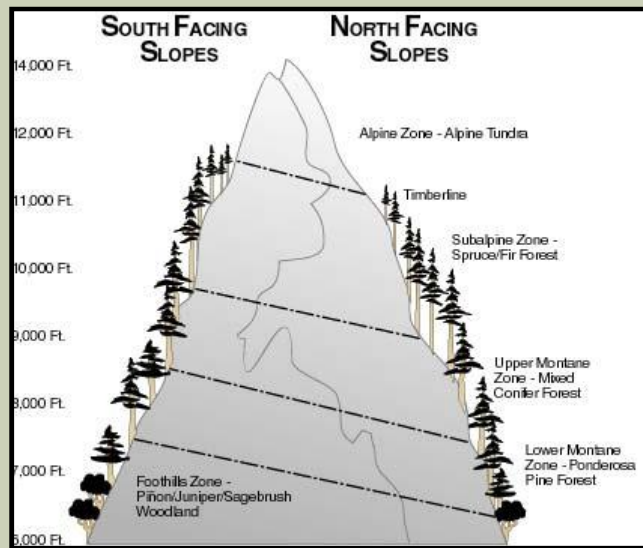 SOUTH FACING
SLOPES
NORTH FACING
SLOPES
14,000 Ft.
12,000 Ft.
Alpine Zone - Alpine Tundra
11,000 Ft.
Timberline
Subalpine Zone -
Spruce/Fir Forest
10,000 Ft.
9,000 Ft.
Upper Montane
Zone - Mixed
Conifer Forest
8,000 Ft.
Lower Montane
Zone - Ponderosa
Pine Forest
7,000 Ft.
Foothills Zone -
Piñon/Juniper/Sagebrush
Woodland
6,000 Ft.